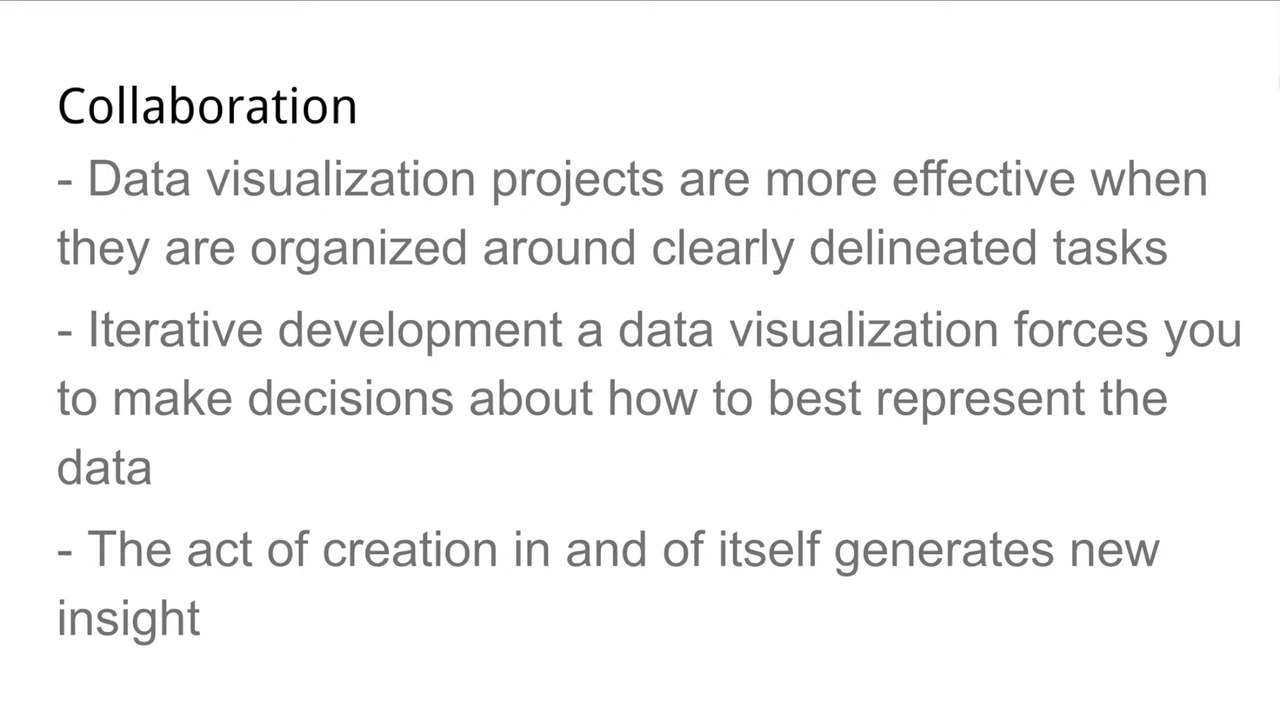 Collaboration
- Data visualization projects are more effective when
they are organized around clearly delineated tasks
- Iterative development a data visualization forces you
to make decisions about how to best represent the
data
- The act of creation in and of itself generates new
insight